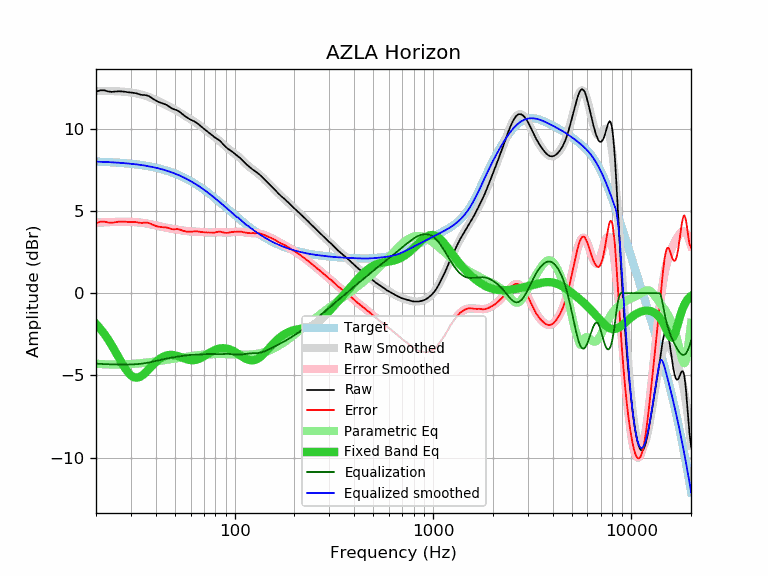 AZLA Horizon
Amplitude (dBr)
10
5
0
−5
−10
Target
Raw Smoothed
Error Smoothed
Raw
Error
Parametric Eq
Fixed Band Eq
Equalization
Equalized smoothed
100
1000
10000
Frequency (Hz)